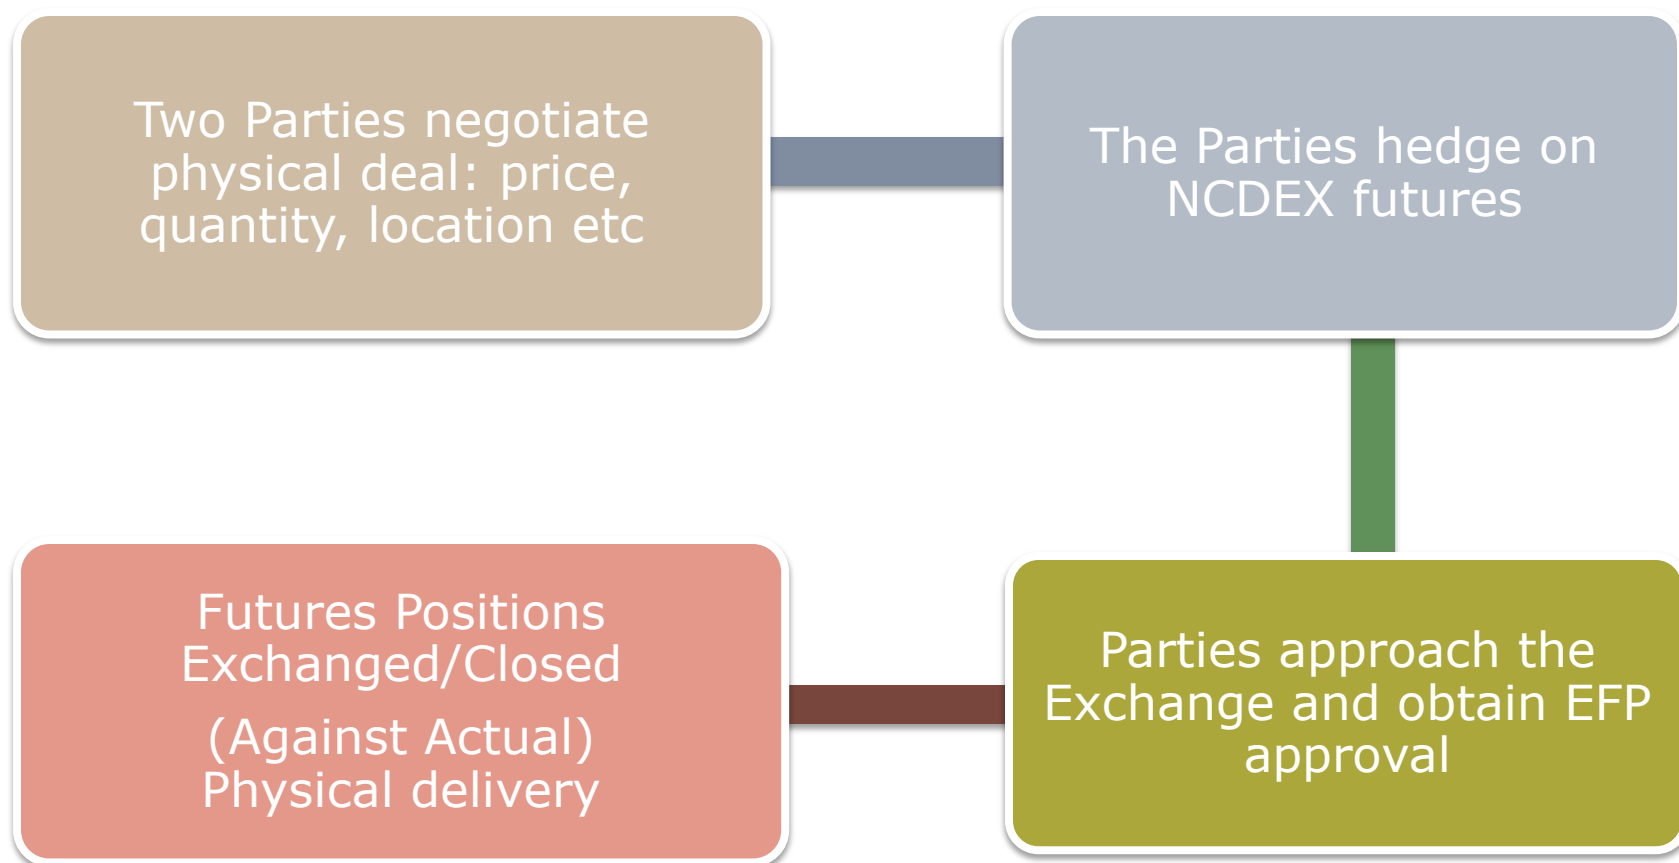 Two Parties negotiate
physical deal: price,
quantity, location etc
The Parties hedge on
NCDEX futures
Parties approach the
Exchange and obtain EFP
approval
Futures Positions
Exchanged/Closed
(Against Actual)
Physical delivery